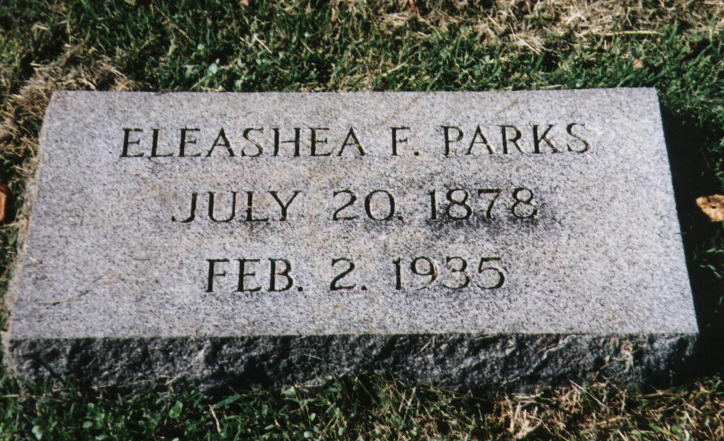 ELEASHEA F. PARKS
JULY 20, 1878
FEB. 2. 1935